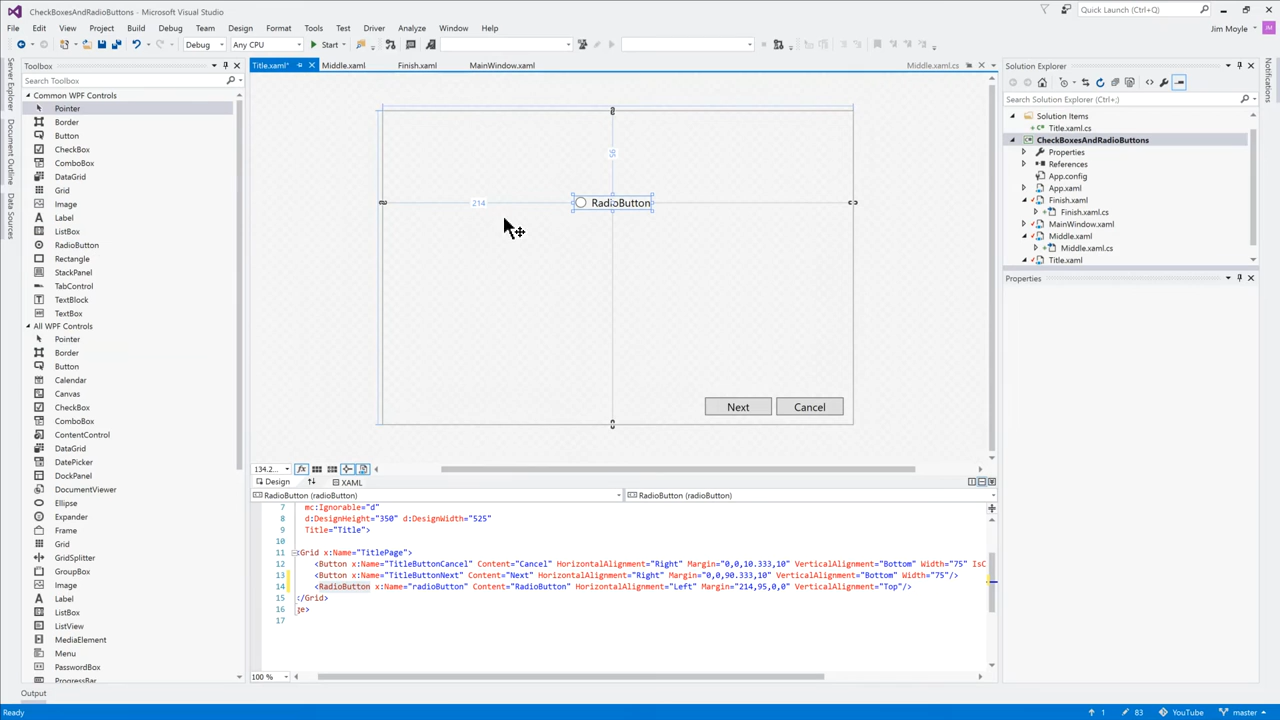 CheckBoxesAndRadioButtons - Microsoft Visual Studio
Quick Launch (Ctrl+Q)
File Edit View Project Build Debug Team Design Format Tools Test Driver Analyze Window Help
Jim Moyle
JM
Debug Any CPU Start
Server Explorer
Document Outline
Data Sources
Toolbox
Search Toolbox
Common WPF Controls
Pointer
Border
Button
CheckBox
ComboBox
DataGrid
Grid
Image
Label
ListBox
RadioButton
Rectangle
StackPanel
TabControl
TextBlock
TextBox
All WPF Controls
Pointer
Border
Button
Calendar
Canvas
CheckBox
ComboBox
ContentControl
DataGrid
DatePicker
DockPanel
DocumentViewer
Ellipse
Expander
Frame
Grid
GridSplitter
GroupBox
Image
Label
ListBox
ListView
MediaElement
Menu
PasswordBox
ProgressBar
Title.xaml* Middle.xaml Finish.xaml MainWindow.xaml Middle.xaml.cs
95
214
RadioButton
Next Cancel
134.2...
Design XAML
RadioButton (radioButton) RadioButton (radioButton)
7 mc:Ignorable="d"
8 d:DesignHeight="350" d:DesignWidth="525"
9 Title="Title">
10
11 :Grid x:Name="TitlePage">
12 <Button x:Name="TitleButtonCancel" Content="Cancel" HorizontalAlignment="Right" Margin="0,0,10.333,10" VerticalAlignment="Bottom" Width="75" IsC
13 <Button x:Name="TitleButtonNext" Content="Next" HorizontalAlignment="Right" Margin="0,0,90.333,10" VerticalAlignment="Bottom" Width="75"/>
14 <RadioButton x:Name="radioButton" Content="RadioButton" HorizontalAlignment="Left" Margin="214,95,0,0" VerticalAlignment="Top"/>
15 :/Grid>
16 ge>
17
100 %
Solution Explorer
Search Solution Explorer (Ctrl+;)
Solution Items
Title.xaml.cs
CheckBoxesAndRadioButtons
Properties
References
App.config
App.xaml
Finish.xaml
Finish.xaml.cs
MainWindow.xaml
Middle.xaml
Middle.xaml.cs
Title.xaml
Properties
Notifications
Output
Ready
1 83 YouTube master